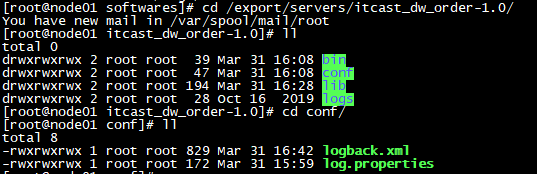 [root@node01 softwares]# cd /export/servers/itcast_dw_order-1.0/
You have new mail in /var/spool/mail/root
[root@node01 itcast_dw_order-1.0]# ll
total 0
drwxrwxrwx 2 root root  39 Mar 31 16:08 bin
drwxrwxrwx 2 root root  47 Mar 31 16:08 conf
drwxrwxrwx 2 root root 194 Mar 31 16:28 lib
drwxrwxrwx 2 root root  28 Oct 16  2019 logs
[root@node01 itcast_dw_order-1.0]# cd conf/
[root@node01 conf]# ll
total 8
-rwxrwxrwx 1 root root 829 Mar 31 16:42 logback.xml
-rwxrwxrwx 1 root root 172 Mar 31 15:59 log.properties